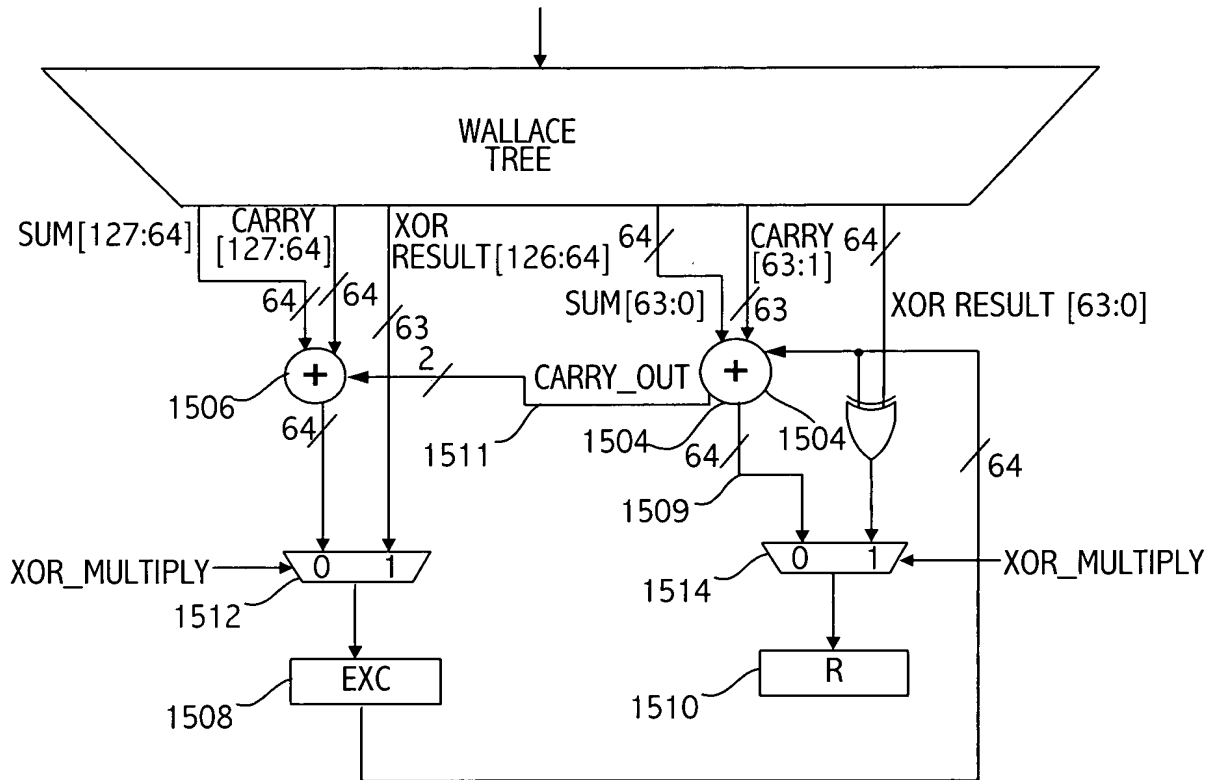 WALLACE
TREE
SUM[127:64]
CARRY
[127:64]
XOR
RESULT[126:64]
64
CARRY
[63:1]
64
64
64
63
SUM[63:0]
63
XOR RESULT [63:0]
+
2
CARRY_OUT
+
1506
64
1511
1504
64
1504
64
1509
XOR_MULTIPLY
0 1
0 1
XOR_MULTIPLY
1512
1514
EXC
R
1508
1510